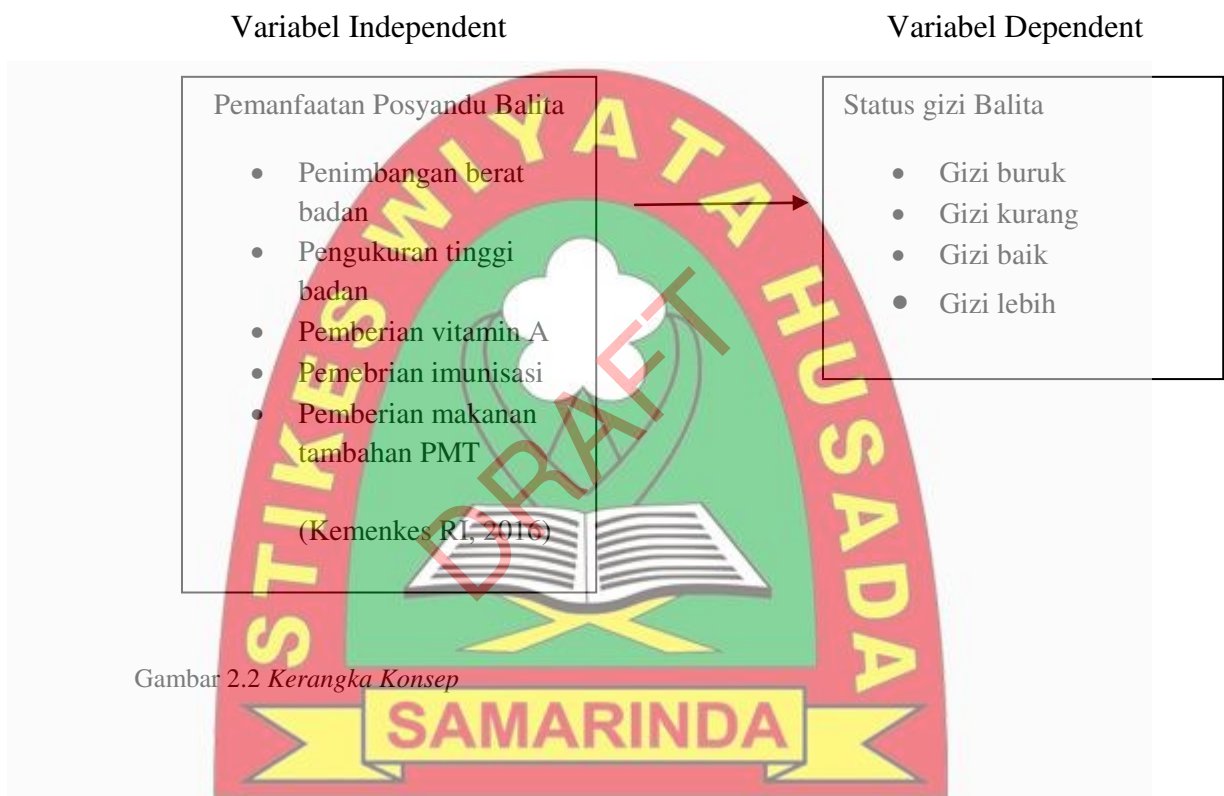 Variabel Independent
Variabel Dependent
Pemanfaatan Posyandu Balita
• Penimbangan berat
badan
• Pengukuran tinggi
badan
• Pemberian vitamin A
• Pemebrian imunisasi
• Pemberian makanan
tambahan PMT
(Kemenkes RI, 2016)
Status gizi Balita
• Gizi buruk
• Gizi kurang
• Gizi baik
• Gizi lebih
Gambar 2.2 Kerangka Konsep
STIKES WIYATA HUSADA
SAMARINDA
DRAFT